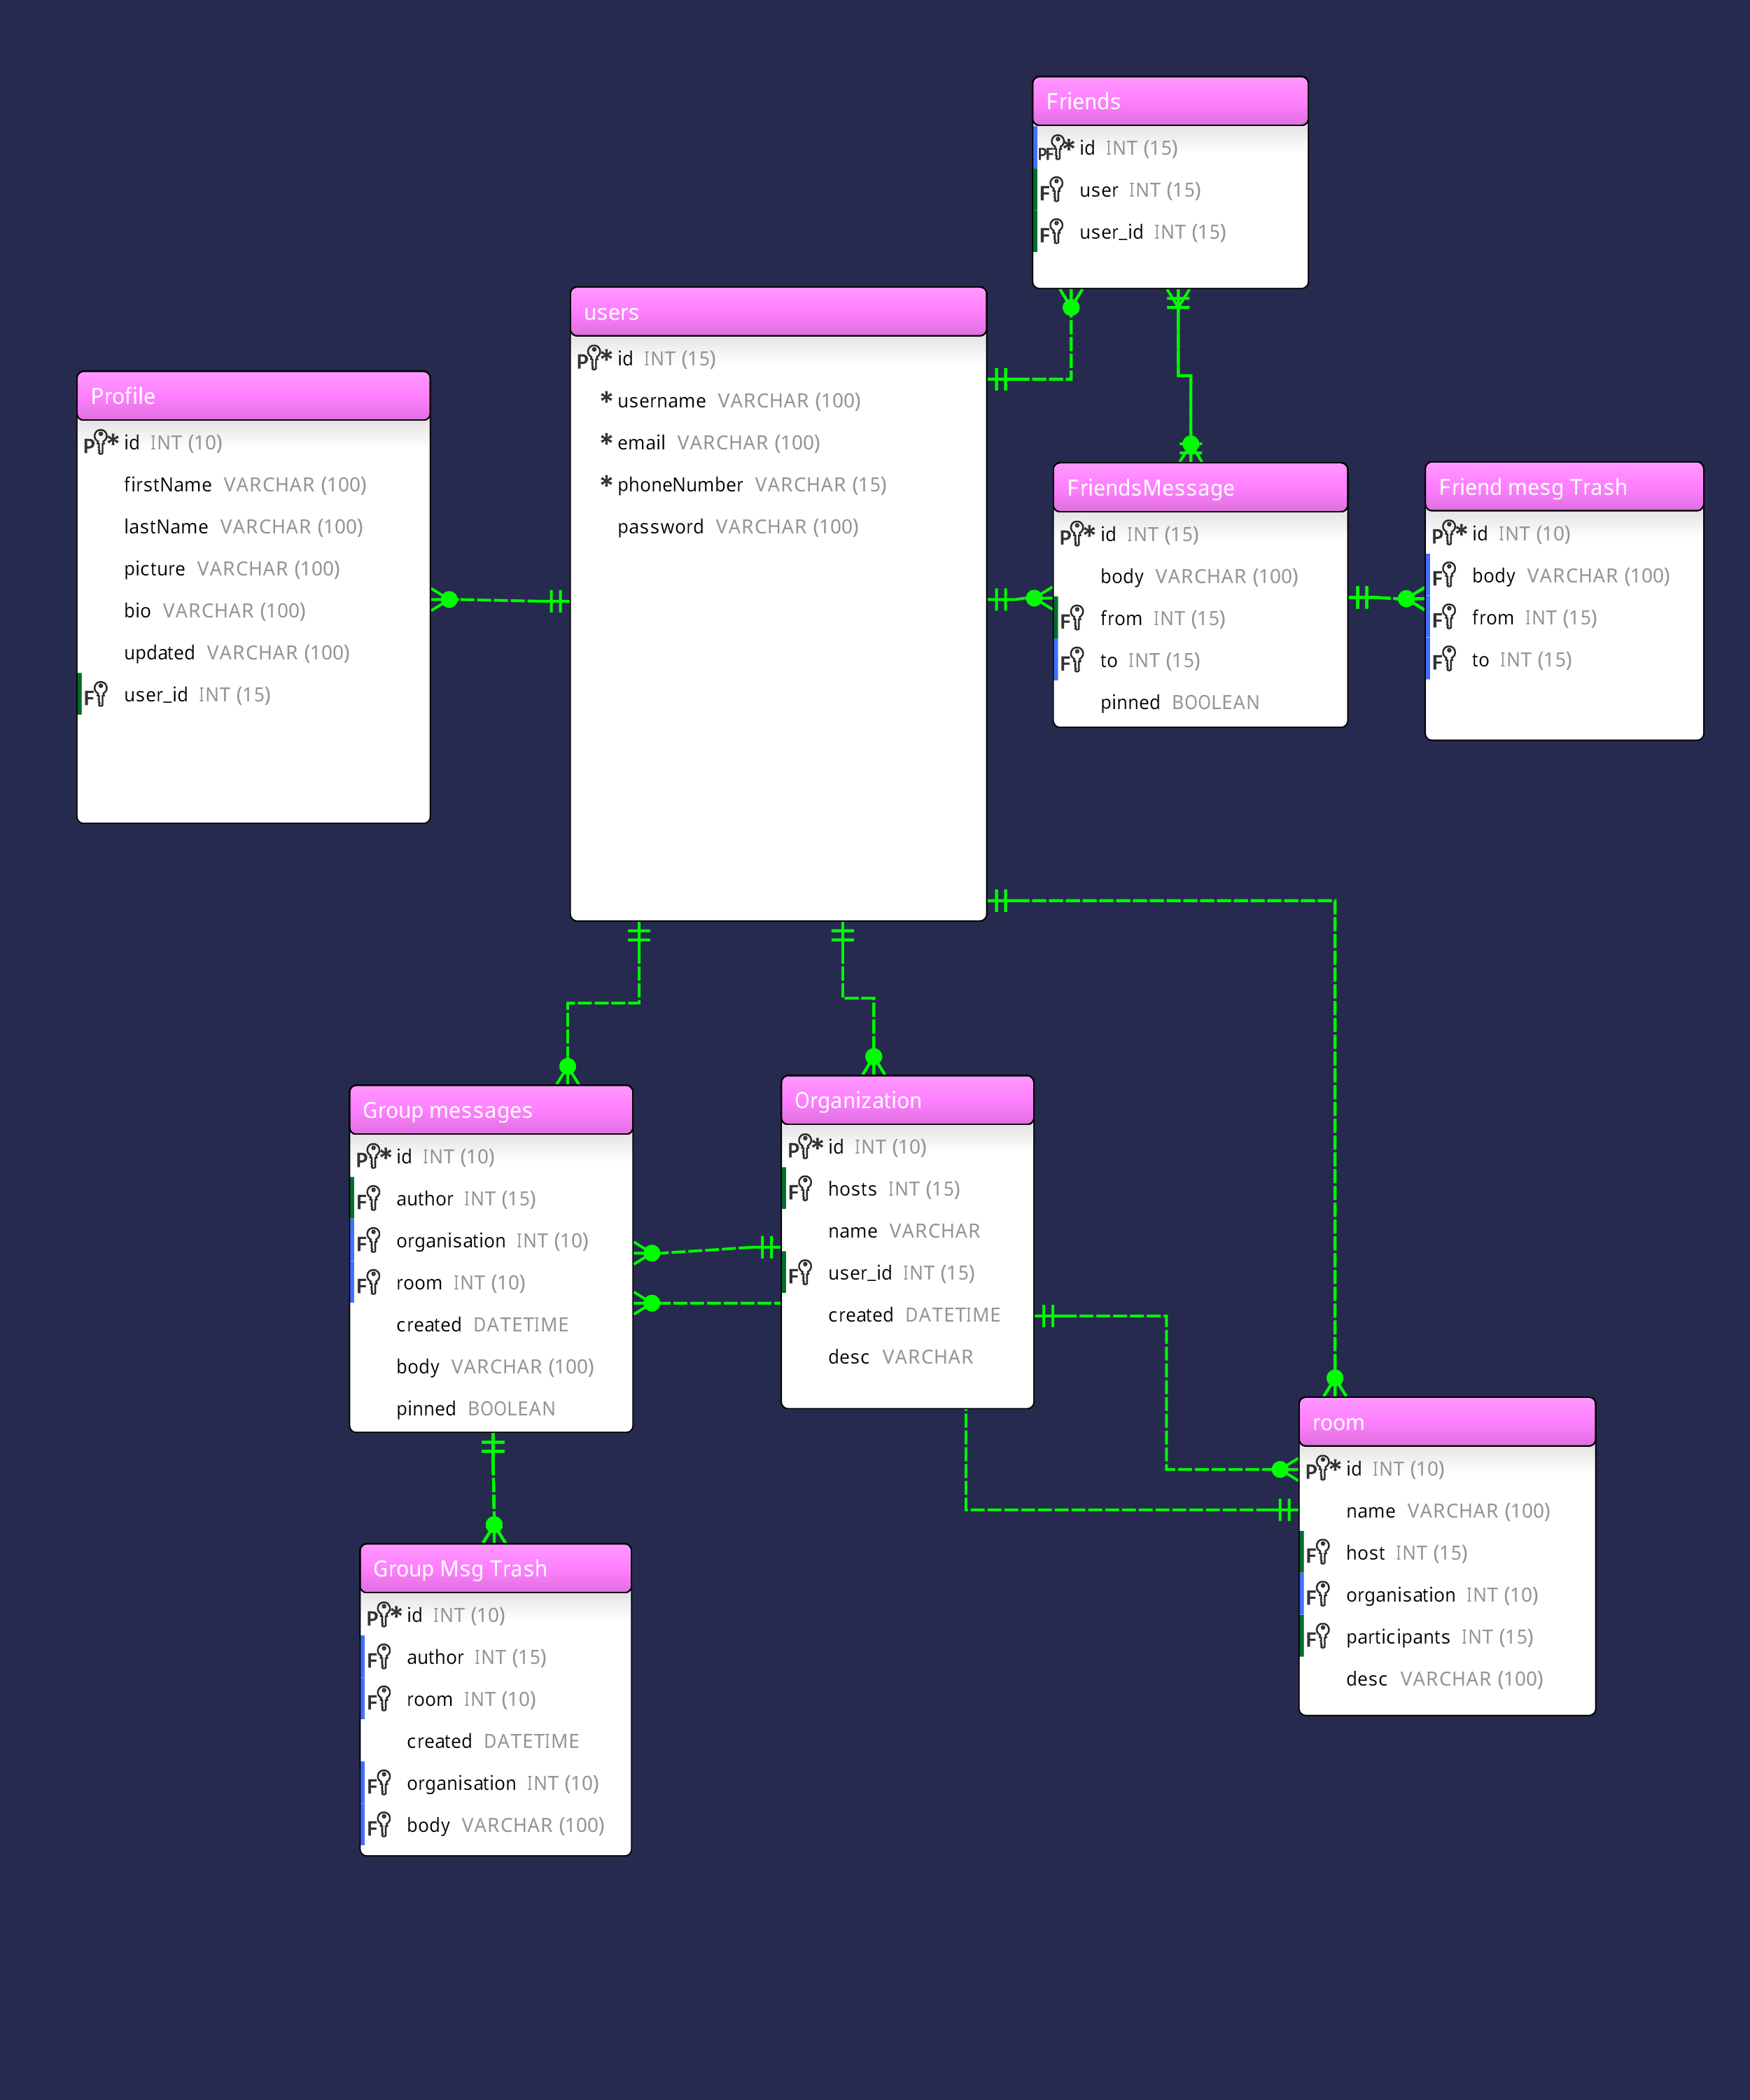 Friends
PF * id INT (15)
F user INT (15)
F user_id INT (15)
users
P * id INT (15)
* username VARCHAR (100)
* email VARCHAR (100)
* phoneNumber VARCHAR (15)
password VARCHAR (100)
Profile
P * id INT (10)
firstName VARCHAR (100)
lastName VARCHAR (100)
picture VARCHAR (100)
bio VARCHAR (100)
updated VARCHAR (100)
F user_id INT (15)
FriendsMessage
P * id INT (15)
body VARCHAR (100)
F from INT (15)
F to INT (15)
pinned BOOLEAN
Friend mesg Trash
P * id INT (10)
F body VARCHAR (100)
F from INT (15)
F to INT (15)
Group messages
P * id INT (10)
F author INT (15)
F organisation INT (10)
F room INT (10)
created DATETIME
body VARCHAR (100)
pinned BOOLEAN
Organization
P * id INT (10)
F hosts INT (15)
name VARCHAR
F user_id INT (15)
created DATETIME
desc VARCHAR
room
P * id INT (10)
name VARCHAR (100)
F host INT (15)
F organisation INT (10)
F participants INT (15)
desc VARCHAR (100)
Group Msg Trash
P * id INT (10)
F author INT (15)
F room INT (10)
created DATETIME
F organisation INT (10)
F body VARCHAR (100)